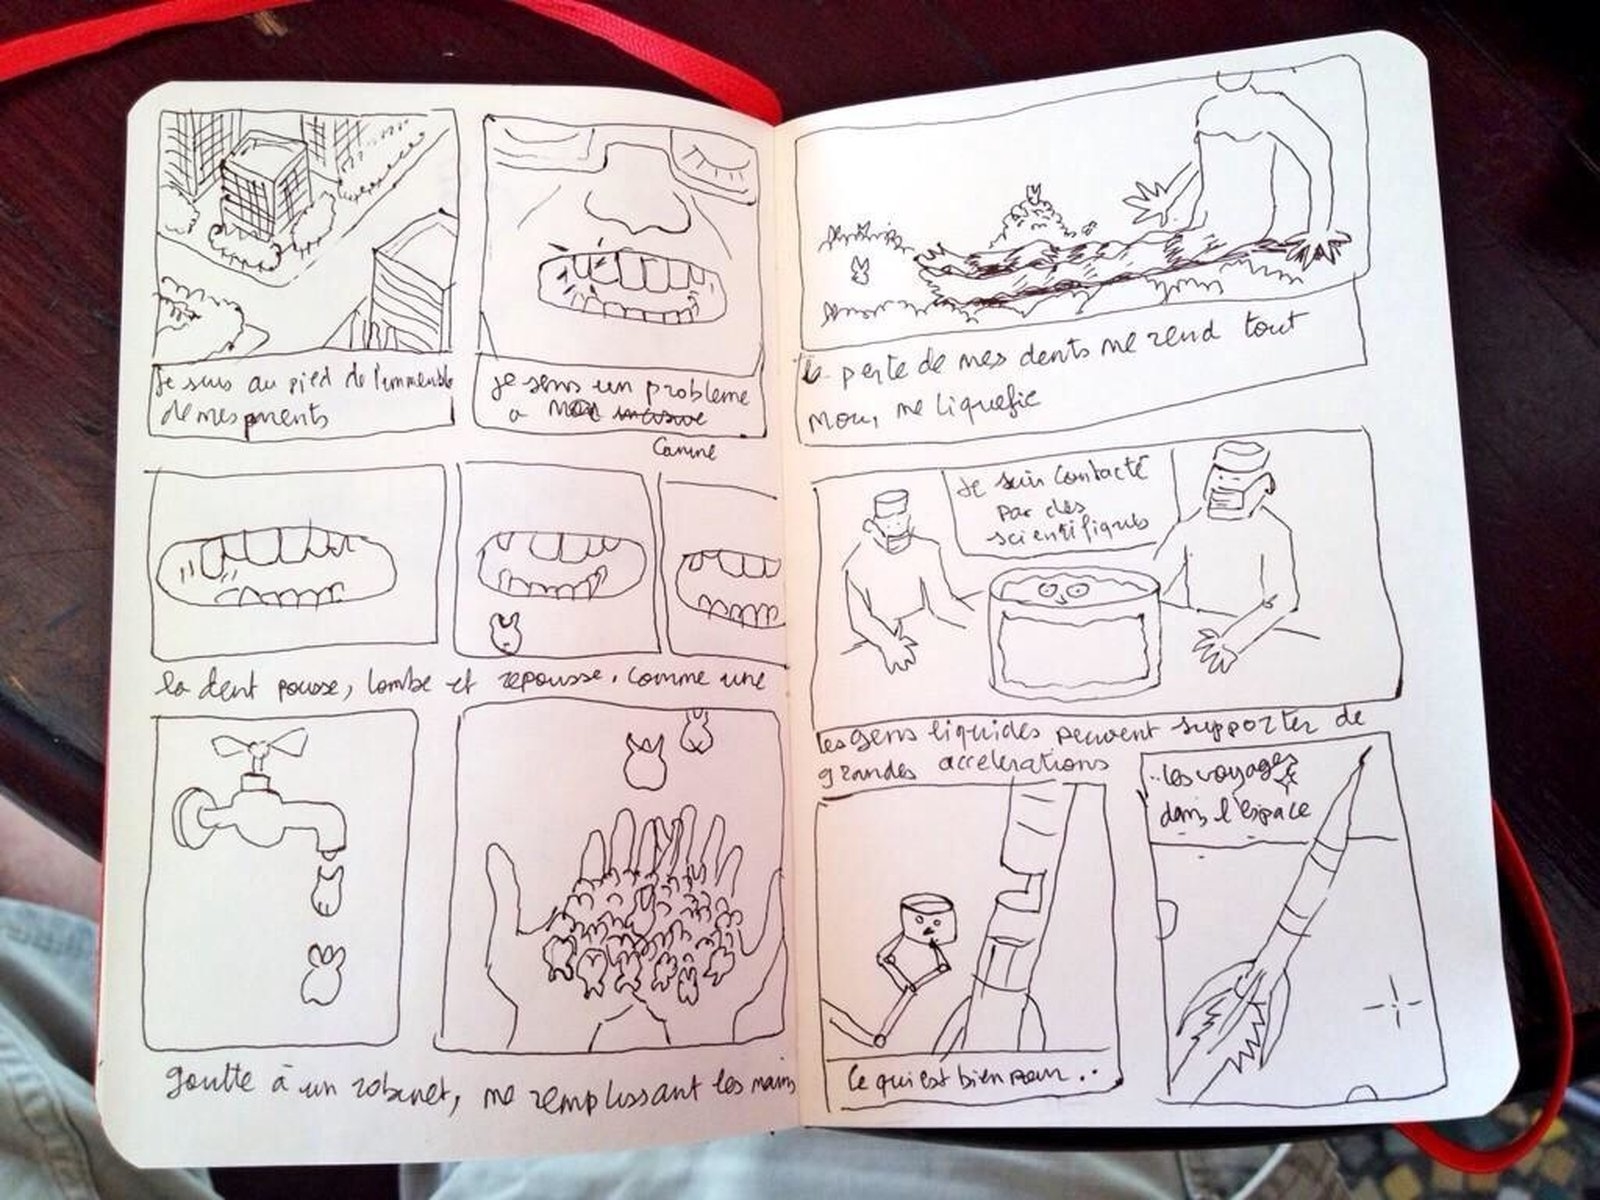 Je suis au pied de l'immeuble
de mes parents
je sens un problème
a mon incisive
Canine
la dent pousse, tombe et repousse, comme une
goutte à un robinet, me remplissant les mains
la perte de mes dents me rend tout
mou, me liquefie
Je suis contacté
par des
scientifiques
les gens liquides peuvent supporter de
grandes accelerations
ce qui est bien pour..
..les voyages
dans l'espace